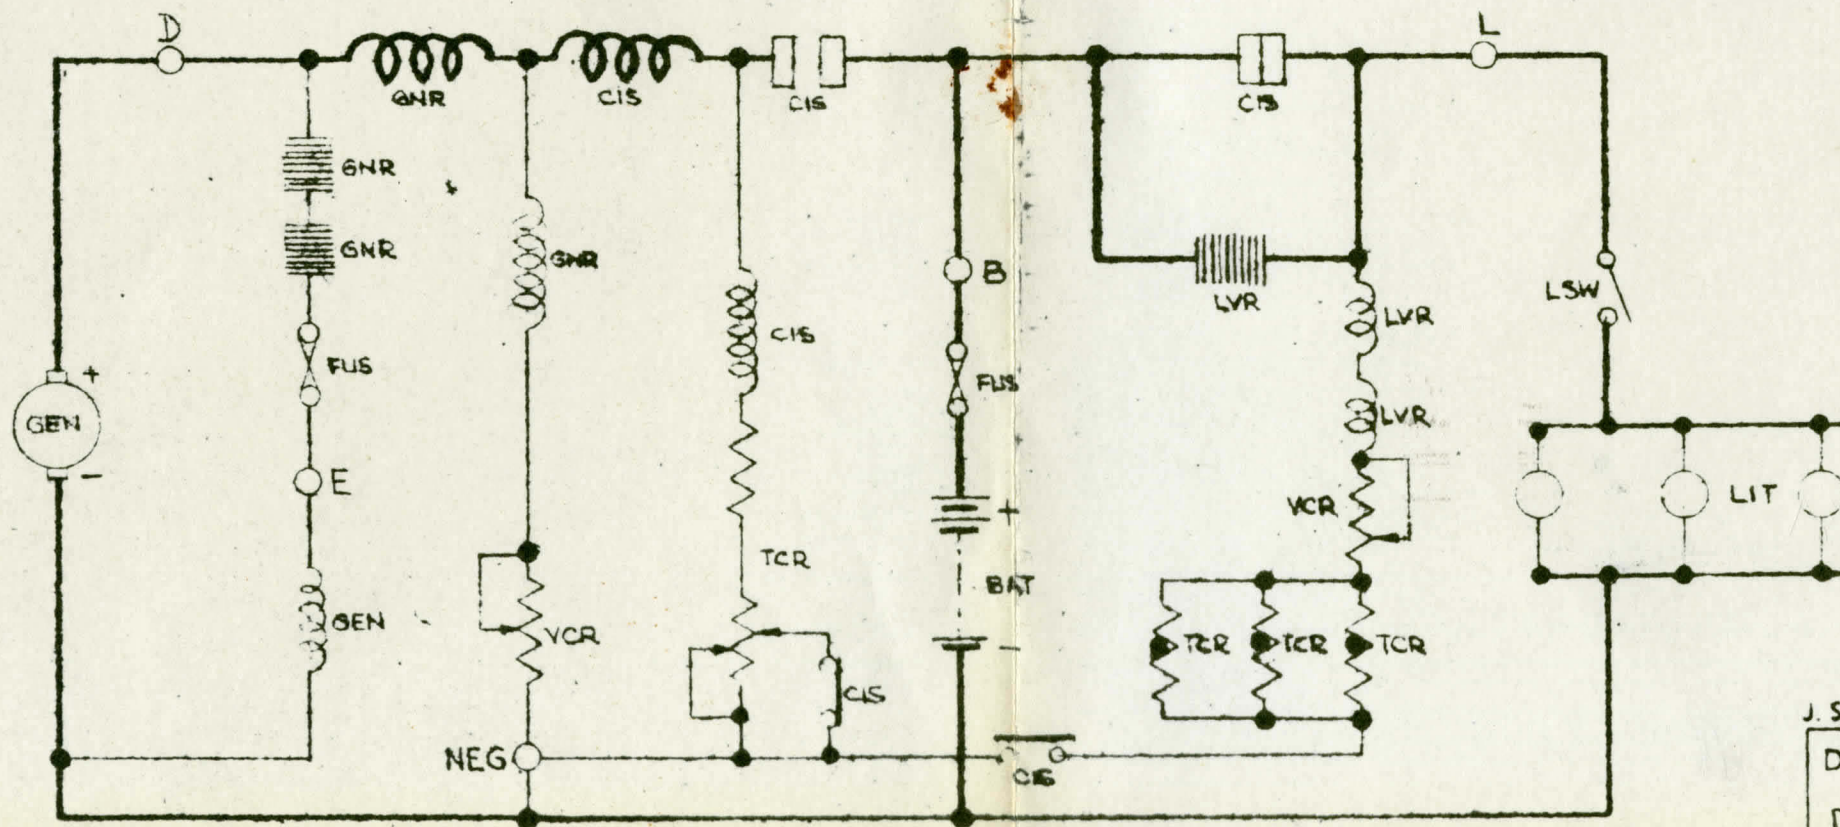 D
L
GNR
CIS
CIS
CIS
GNR
GNR
GNR
CIS
B
LVR
LVR
LSW
FUS
FUS
LVR
+
GEN
-
E
+
VCR
LIT
TCR
BAT
GEN
VCR
-
TCR
TCR
TCR
CIS
NEG
CIS
J. S
D